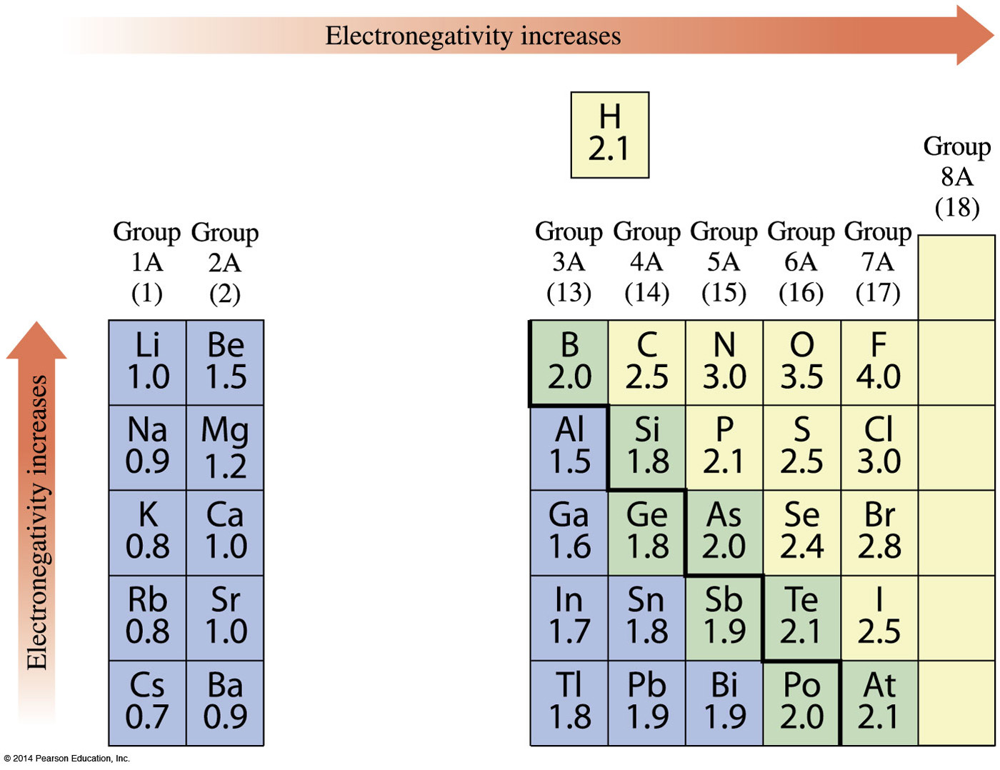 Electronegativity increases
H
2.1
Group
8A
(18)
Group Group
1A 2A
(1) (2)
Group Group Group Group Group
3A 4A 5A 6A 7A
(13) (14) (15) (16) (17)
Electronegativity increases
Li Be B C N O F
1.0 1.5 2.0 2.5 3.0 3.5 4.0
Na Mg Al Si P S Cl
0.9 1.2 1.5 1.8 2.1 2.5 3.0
K Ca Ga Ge As Se Br
0.8 1.0 1.6 1.8 2.0 2.4 2.8
Rb Sr In Sn Sb Te I
0.8 1.0 1.7 1.8 1.9 2.1 2.5
Cs Ba Tl Pb Bi Po At
0.7 0.9 1.8 1.9 1.9 2.0 2.1
© 2014 Pearson Education, Inc.